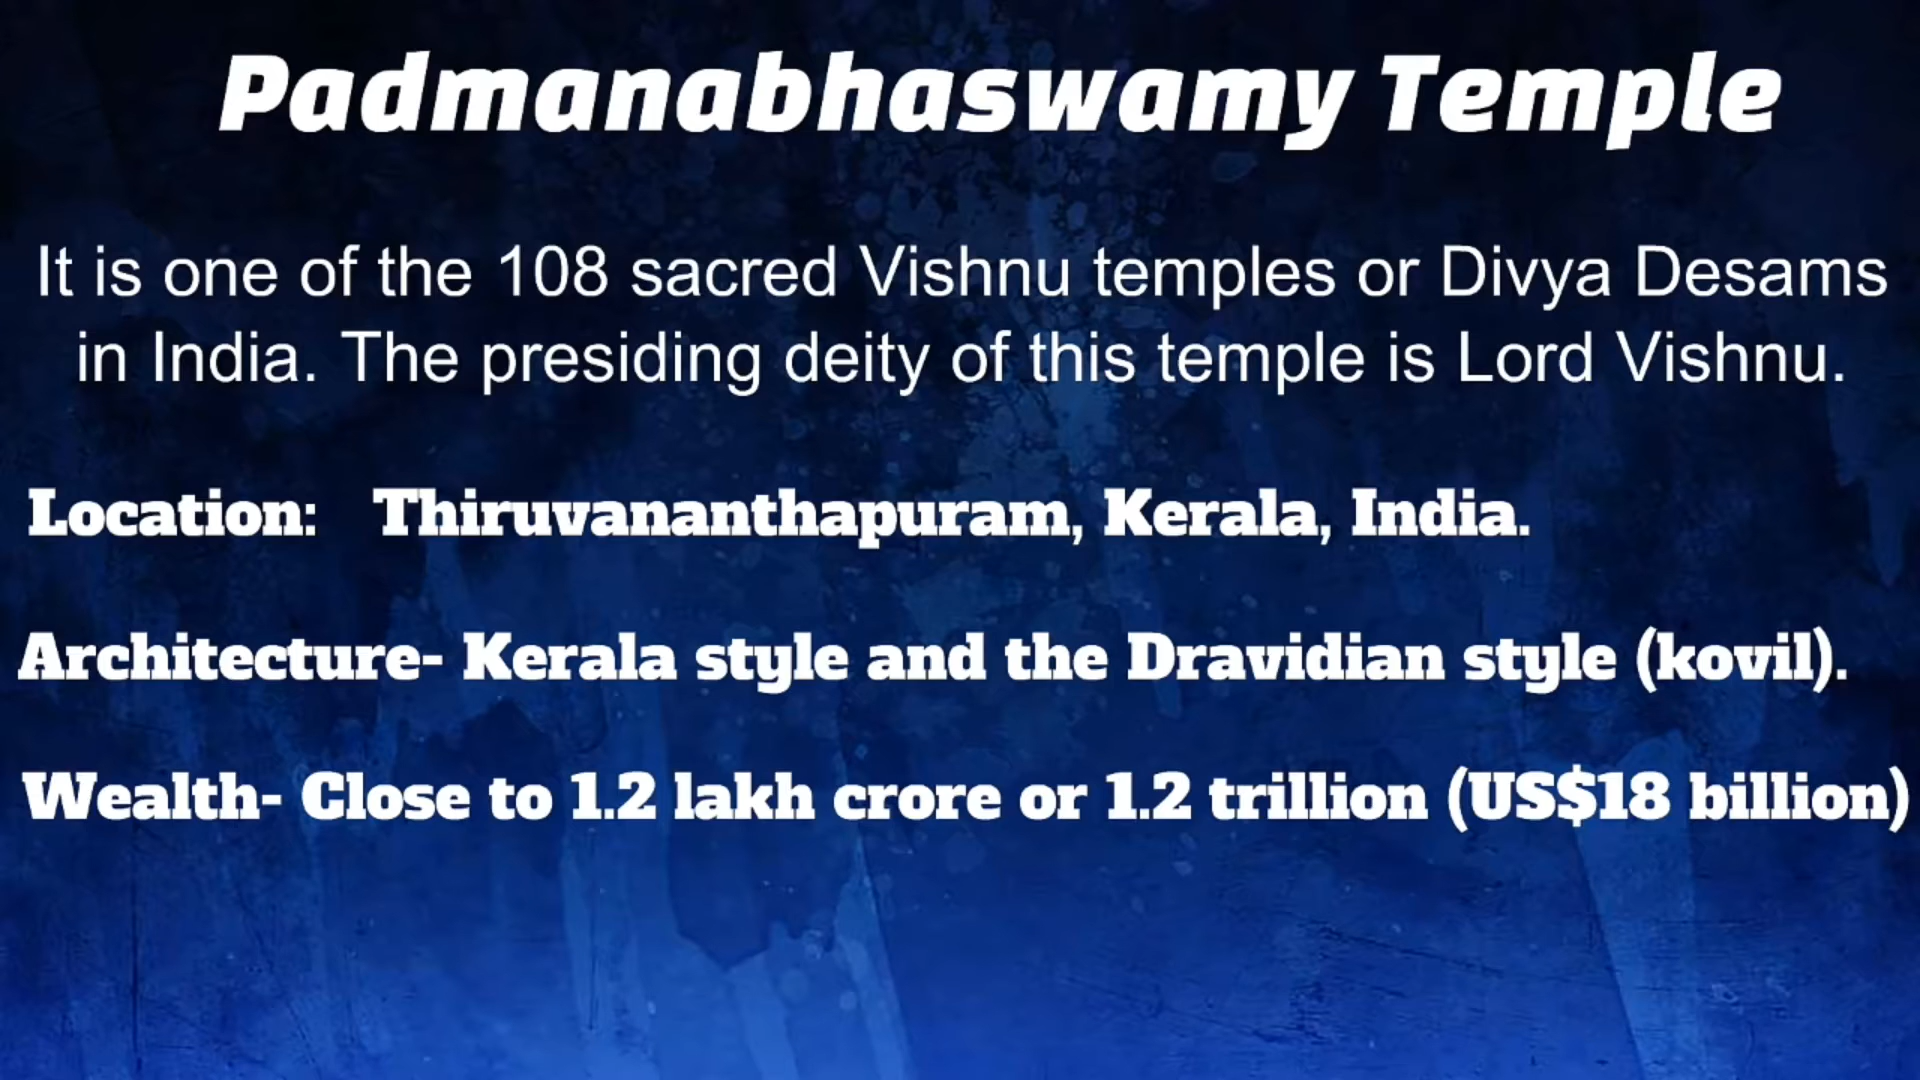 Padmanabhaswamy Temple
It is one of the 108 sacred Vishnu temples or Divya Desams
in India. The presiding deity of this temple is Lord Vishnu.
Location: Thiruvananthapuram, Kerala, India.
Architecture- Kerala style and the Dravidian style (kovil).
Wealth- Close to 1.2 lakh crore or 1.2 trillion (US$18 billion)